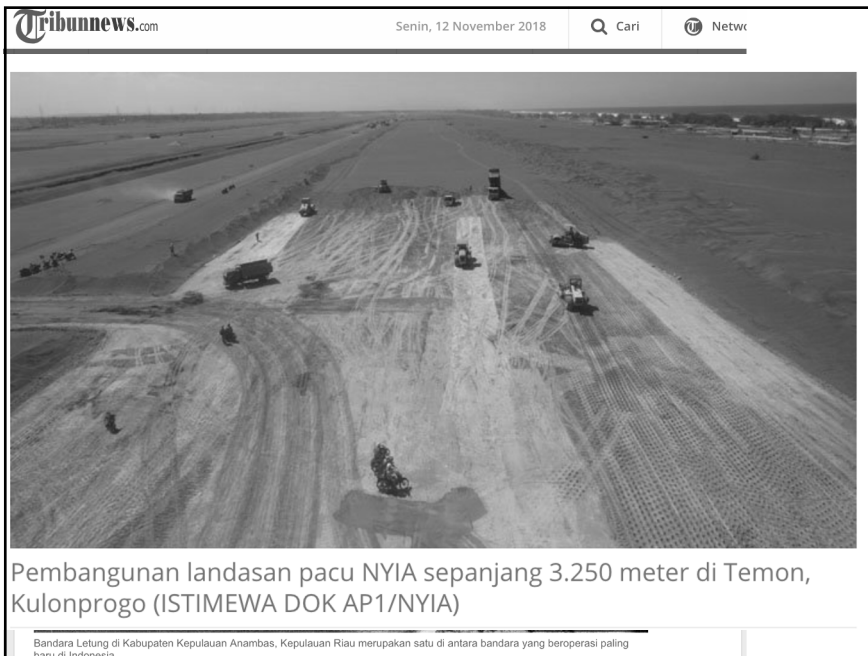 Tribunnews.com
Senin, 12 November 2018
Cari
Netwo
Pembangunan landasan pacu NYIA sepanjang 3.250 meter di Temon,
Kulonprogo (ISTIMEWA DOK AP1/NYIA)
Bandara Letung di Kabupaten Kepulauan Anambas, Kepulauan Riau merupakan satu di antara bandara yang beroperasi paling
baru di Indonesia